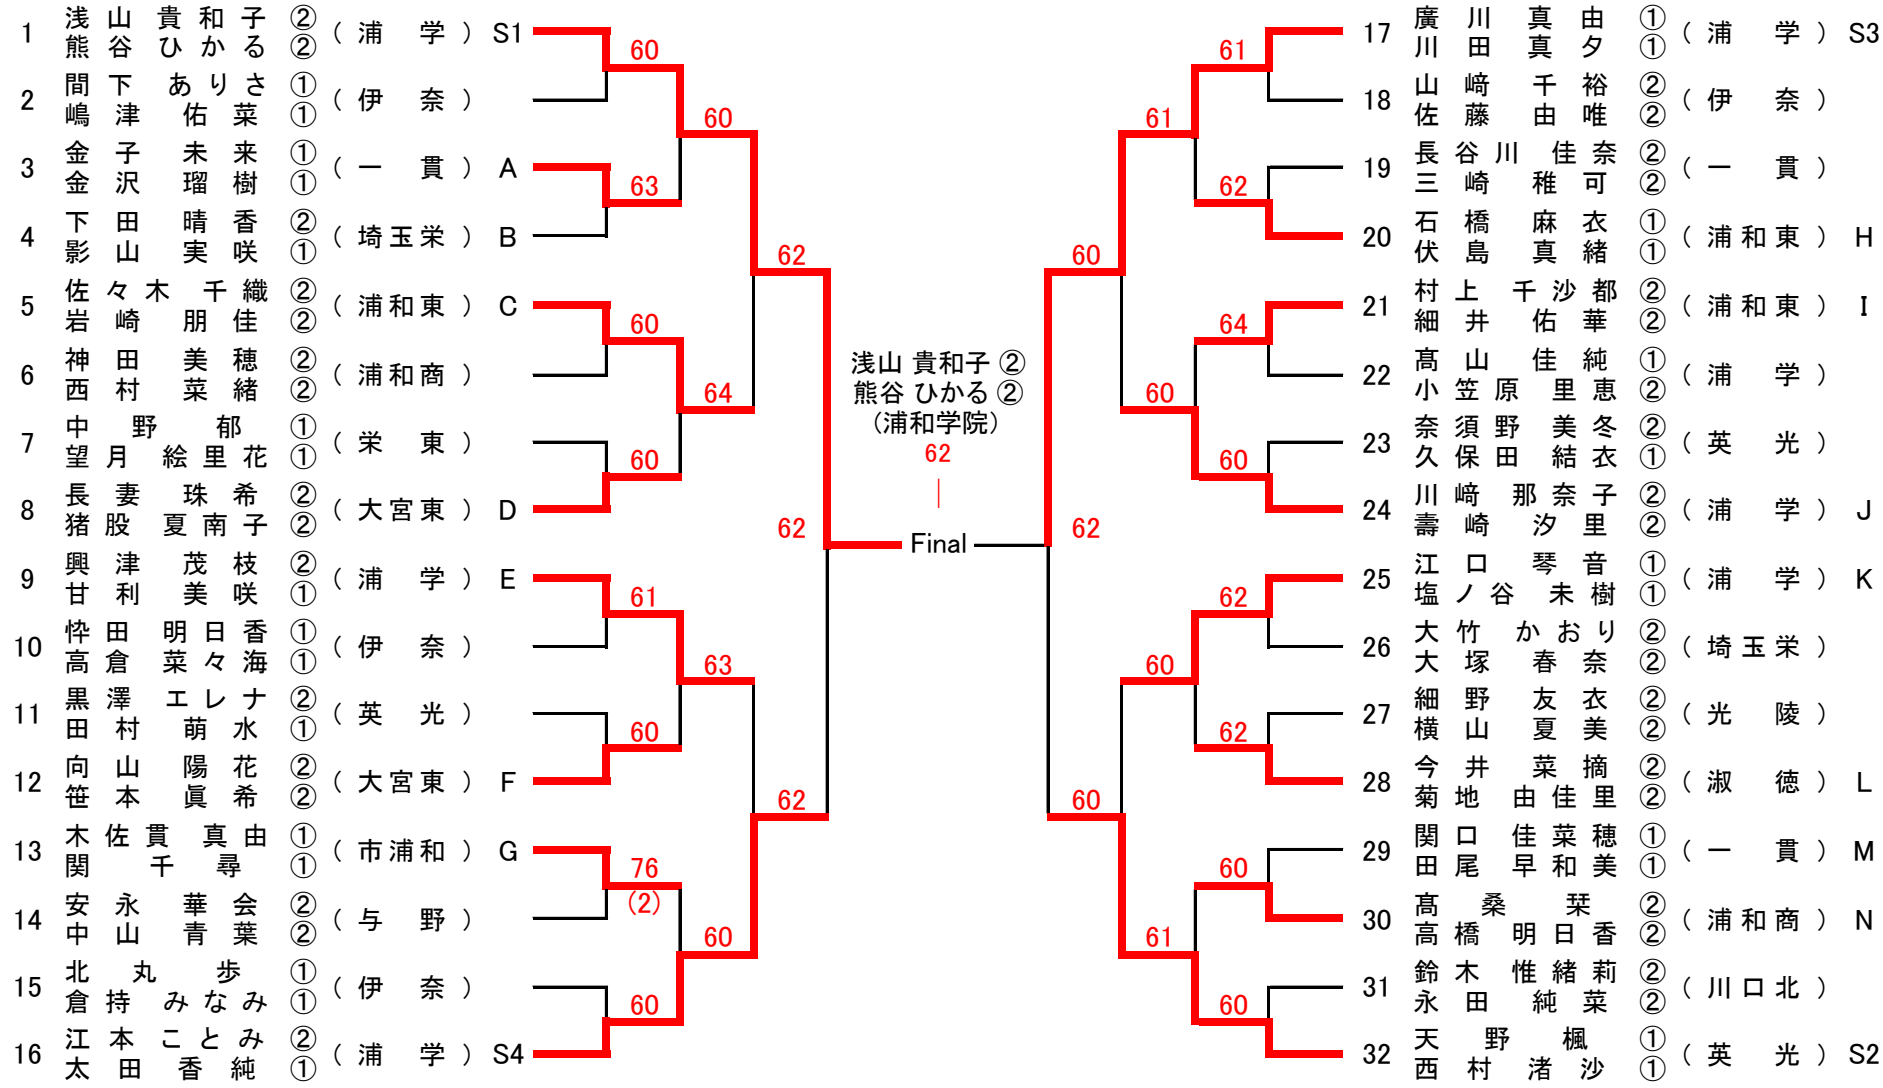 1 浅山 貴和子 ② (浦 学) S1
熊谷 ひかる ②
2 間下 ありさ ① (伊 奈)
嶋津 佑菜 ①
3 金子 未来 ① (一 貫) A
金沢 瑠樹 ①
4 下田 晴香 ② (埼玉栄) B
影山 実咲 ①
5 佐々木 千織 ② (浦和東) C
岩崎 朋佳 ②
6 神田 美穂 ② (浦和商)
西村 菜緒 ②
7 中野 郁 ① (栄 東)
望月 絵里花 ①
8 長妻 珠希 ② (大宮東) D
猪股 夏南子 ②
9 興津 茂枝 ② (浦 学) E
甘利 美咲 ①
10 忰田 明日香 ① (伊 奈)
高倉 菜々海 ①
11 黒澤 エレナ ② (英 光)
田村 萌水 ①
12 向山 陽花 ② (大宮東) F
笹本 眞希 ②
13 木佐貫 真由 ① (市浦和) G
関 千尋 ①
14 安永 華会 ② (与 野)
中山 青葉 ②
15 北丸 歩 ① (伊 奈)
倉持 みなみ ①
16 江本 ことみ ② (浦 学) S4
太田 香純 ①
60
63
60
60
61
60
76
(2)
60
60
64
63
60
62
62
62
浅山 貴和子 ②
熊谷 ひかる ②
(浦和学院)
62
Final
62
60
60
61
60
60
61
61
62
64
60
62
62
60
60
17 廣川 真由 ① (浦 学) S3
川田 真夕 ①
18 山﨑 千裕 ② (伊 奈)
佐藤 由唯 ②
19 長谷川 佳奈 ② (一 貫)
三崎 稚可 ②
20 石橋 麻衣 ① (浦和東) H
伏島 真緒 ①
21 村上 千沙都 ② (浦和東) I
細井 佑華 ②
22 髙山 佳純 ① (浦 学)
小笠原 里恵 ②
23 奈須野 美冬 ② (英 光)
久保田 結衣 ①
24 川﨑 那奈子 ② (浦 学) J
壽崎 汐里 ②
25 江口 琴音 ① (浦 学) K
塩ノ谷 未樹 ①
26 大竹 かおり ② (埼玉栄)
大塚 春奈 ②
27 細野 友衣 ② (光 陵)
横山 夏美 ②
28 今井 菜摘 ② (淑 徳) L
菊地 由佳里 ②
29 関口 佳菜穂 ① (一 貫) M
田尾 早和美 ①
30 髙桑 栞 ② (浦和商) N
高橋 明日香 ②
31 鈴木 惟緒莉 ② (川口北)
永田 純菜 ②
32 天野 楓 ① (英 光) S2
西村 渚沙 ①